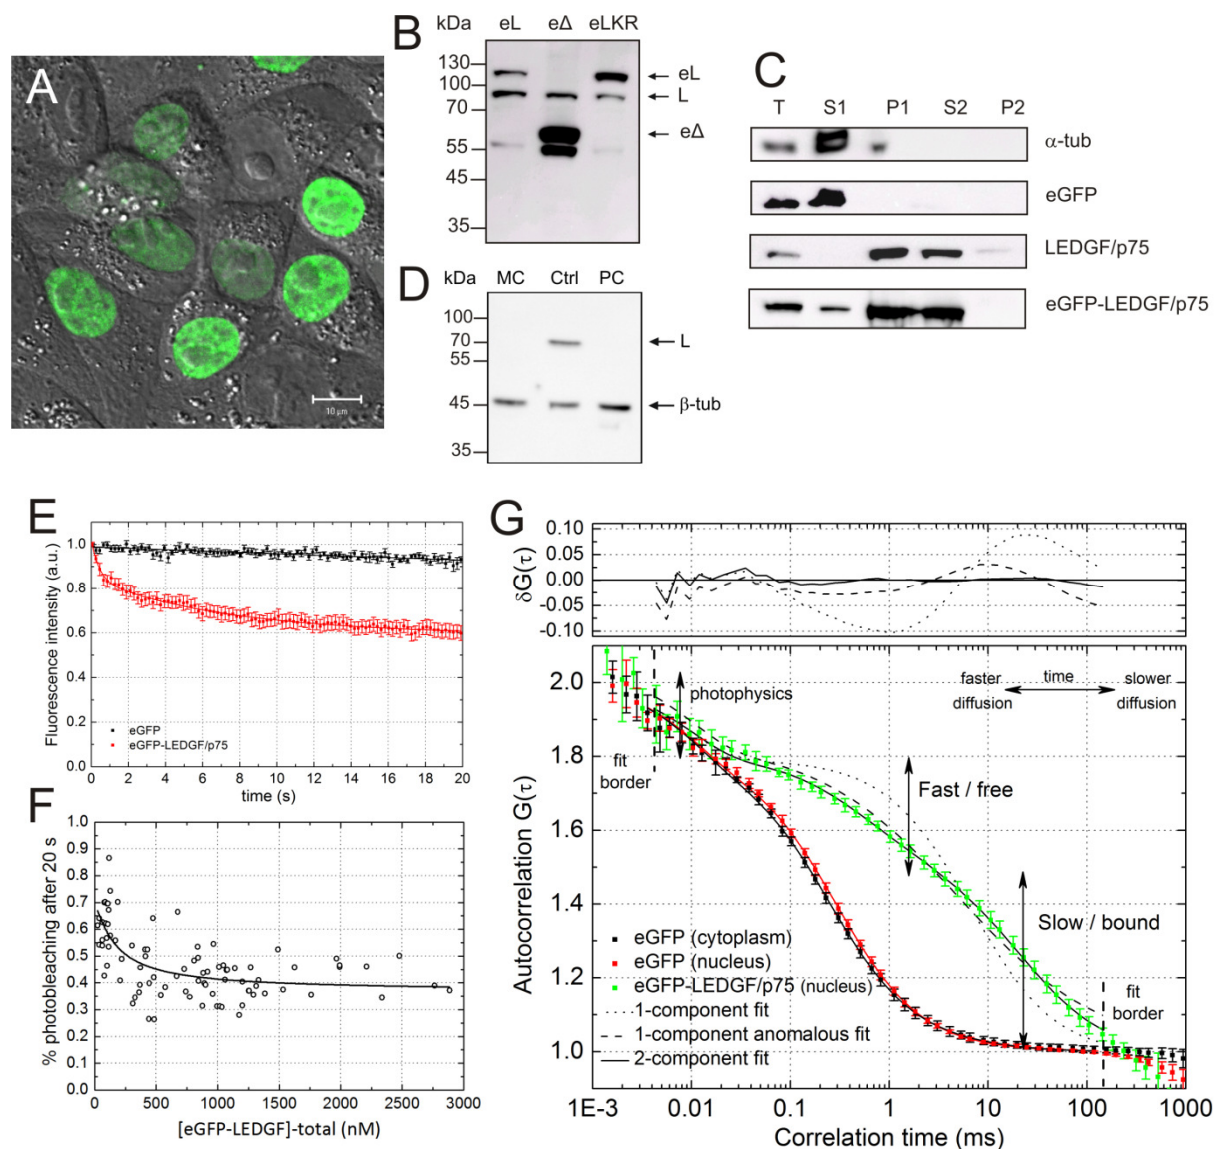 A
10 µm
B
kDa eL eΔ eLKR
130
100
70
55
45
35
eL
L
eΔ
C
T S1 P1 S2 P2
α-tub
eGFP
LEDGF/p75
eGFP-LEDGF/p75
D
kDa MC Ctrl PC
100
70
55
45
35
L
β-tub
E
Fluorescence intensity (a.u.)
1.0
0.8
0.6
0.4
0.2
0.0
eGFP
eGFP-LEDGF/p75
0 2 4 6 8 10 12 14 16 18 20
time (s)
F
% photobleaching after 20 s
1.0
0.9
0.8
0.7
0.6
0.5
0.4
0.3
0.2
0.1
0.0
0 500 1000 1500 2000 2500 3000
[eGFP-LEDGF]-total (nM)
G
δG(τ)
0.10
0.05
0.00
-0.05
-0.10
Autocorrelation G(τ)
2.0
1.8
1.6
1.4
1.2
1.0
photophysics
faster diffusion
time
slower diffusion
fit border
Fast / free
Slow / bound
fit border
eGFP (cytoplasm)
eGFP (nucleus)
eGFP-LEDGF/p75 (nucleus)
1-component fit
1-component anomalous fit
2-component fit
1E-3 0.01 0.1 1 10 100 1000
Correlation time (ms)